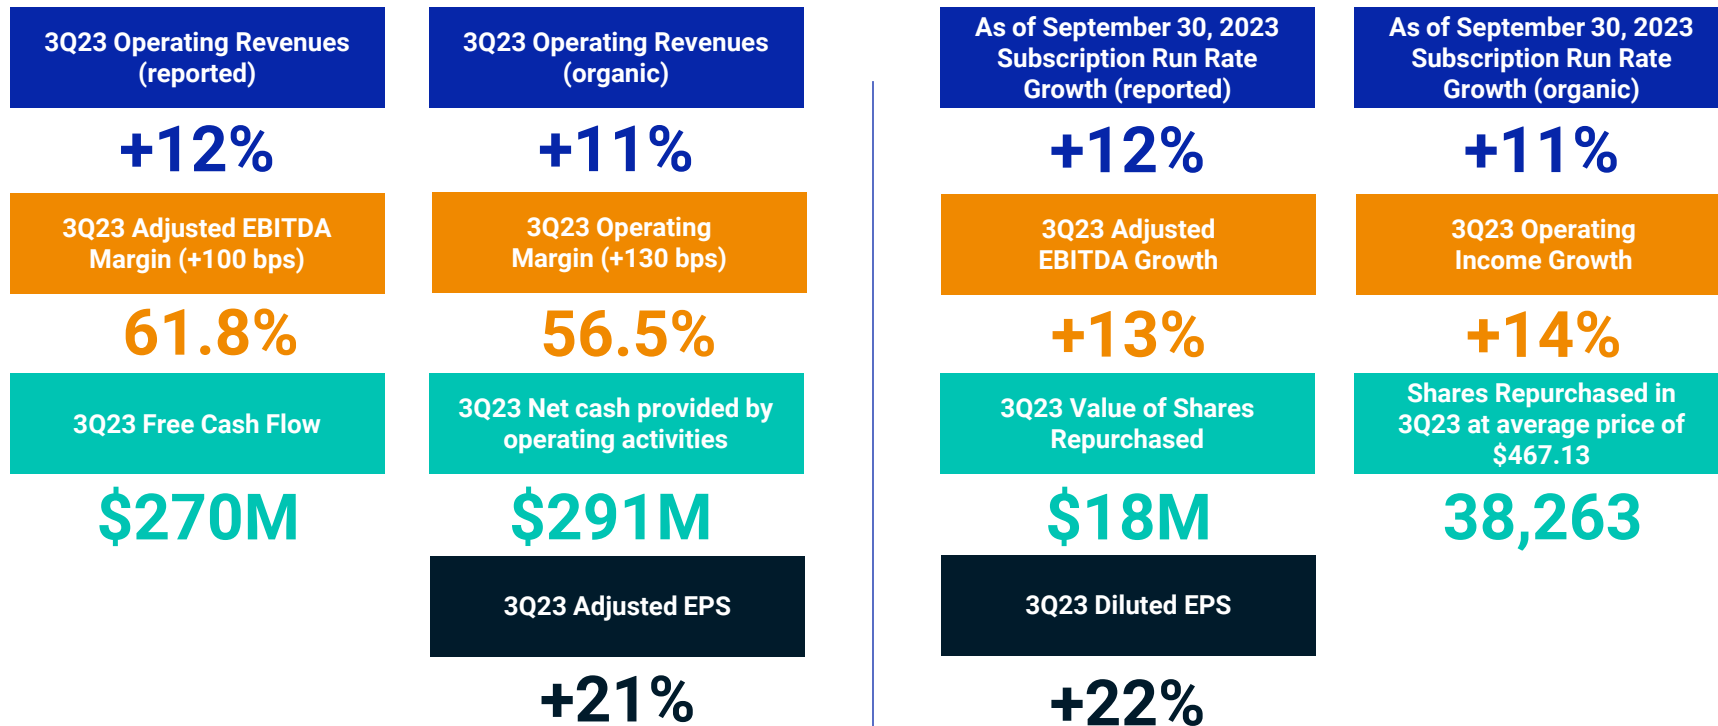 3Q23 Operating Revenues
(reported)
+12%
3Q23 Operating Revenues
(organic)
+11%
As of September 30, 2023
Subscription Run Rate
Growth (reported)
+12%
As of September 30, 2023
Subscription Run Rate
Growth (organic)
+11%
3Q23 Adjusted EBITDA
Margin (+100 bps)
61.8%
3Q23 Operating
Margin (+130 bps)
56.5%
3Q23 Adjusted
EBITDA Growth
+13%
3Q23 Operating
Income Growth
+14%
3Q23 Free Cash Flow
$270M
3Q23 Net cash provided by
operating activities
$291M
3Q23 Value of Shares
Repurchased
$18M
Shares Repurchased in
3Q23 at average price of
$467.13
38,263
3Q23 Adjusted EPS
+21%
3Q23 Diluted EPS
+22%